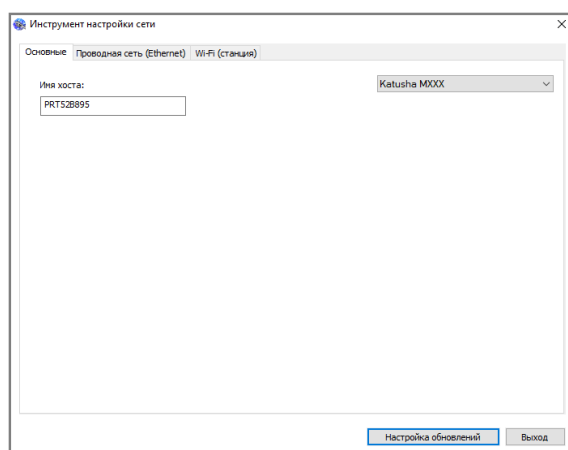 Инструмент настройки сети
Основные Проводная сеть (Ethernet) Wi-Fi (станция)
Имя хоста:
Katusha MXXX
PRT52B895
Настройка обновлений Выход